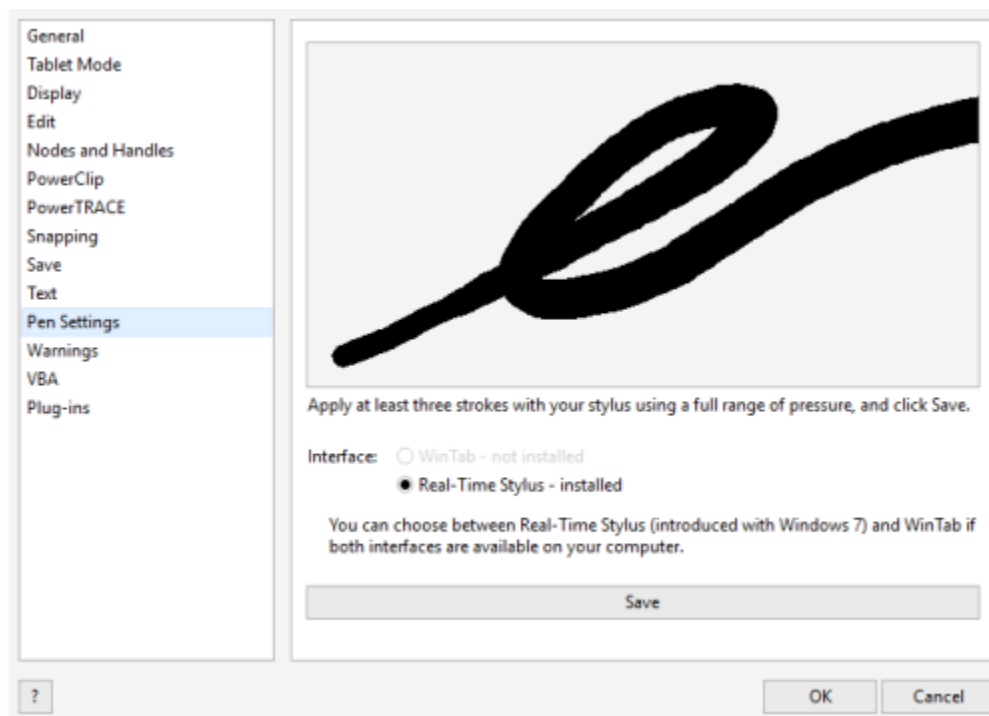 General
Tablet Mode
Display
Edit
Nodes and Handles
PowerClip
PowerTRACE
Snapping
Save
Text
Pen Settings
Warnings
VBA
Plug-ins
Apply at least three strokes with your stylus using a full range of pressure, and click Save.
Interface: WinTab - not installed
Real-Time Stylus - installed
You can choose between Real-Time Stylus (introduced with Windows 7) and WinTab if
both interfaces are available on your computer.
Save
? OK Cancel